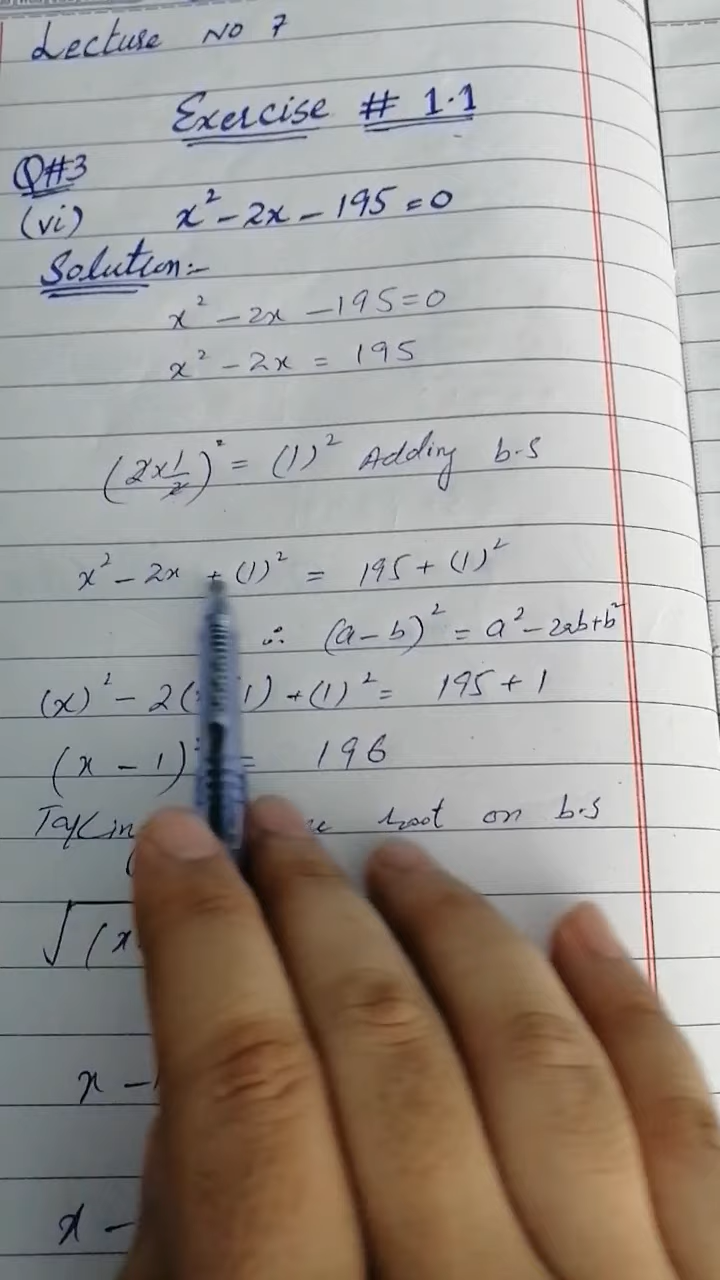 Lecture No 7
Exercise # 1.1
Q#3
(vi) x² - 2x - 195 = 0
Solution:-
x² - 2x - 195 = 0
x² - 2x = 195
(2x1/2)² = (1)² Adding b.s
x² - 2x + (1)² = 195 + (1)²
∴ (a - b)² = a² - 2ab + b²
(x)² - 2( 1) + (1)² = 195 + 1
(x - 1)² = 196
root on b.s
√(x
x -
x -